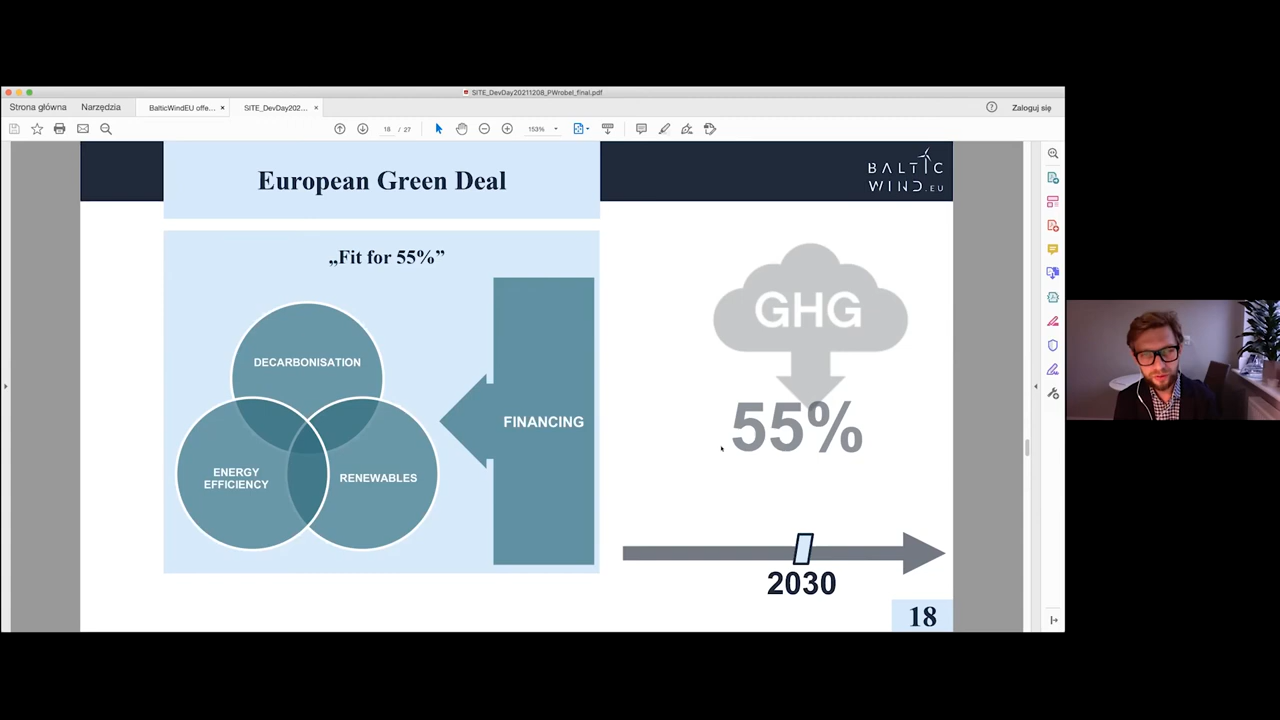 SITE_DevDay20211208_PWrobel_final.pdf
Strona główna Narzędzia BalticWindEU offe... × SITE_DevDay202... × Zaloguj się
18 / 27 153%
European Green Deal
BALTIC
WIND.EU
„Fit for 55%”
DECARBONISATION
ENERGY
EFFICIENCY
RENEWABLES
FINANCING
GHG
55%
2030
18